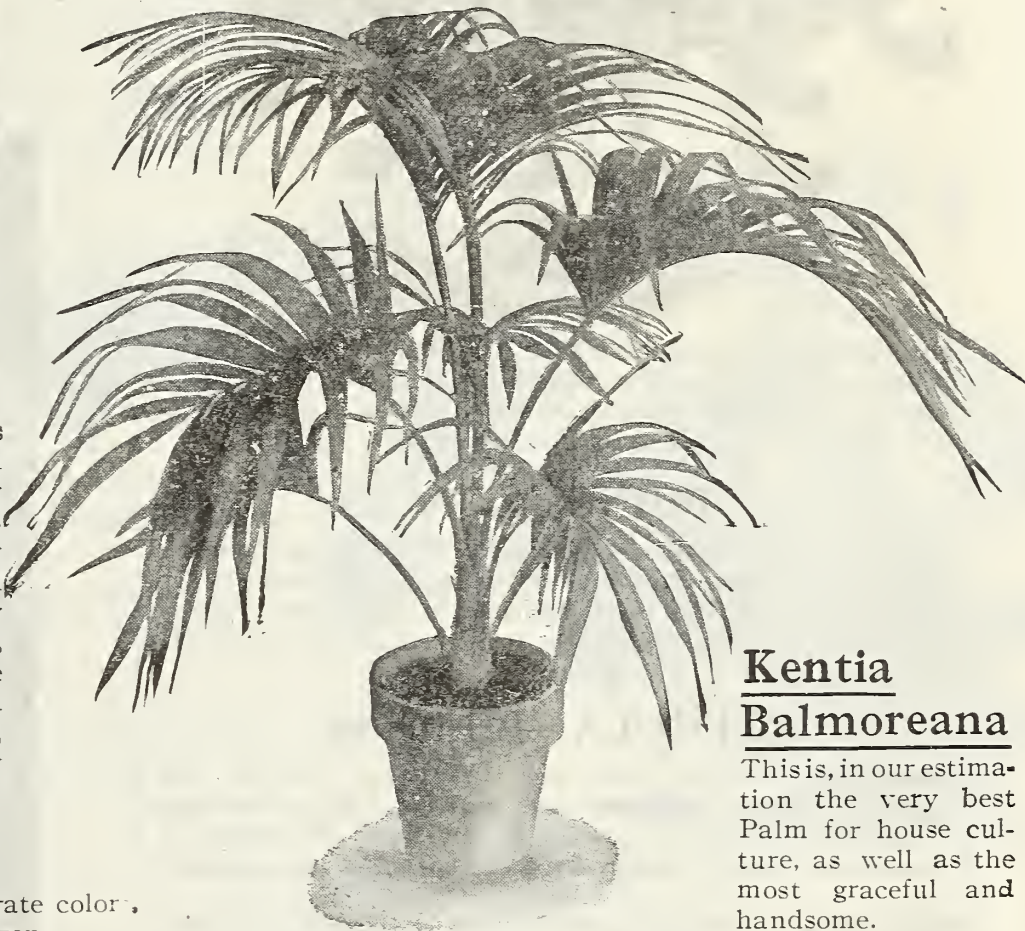 Kentia
Balmoreana
This is, in our estima-
tion the very best
Palm for house cul-
ture, as well as the
most graceful and
handsome.
rate color,